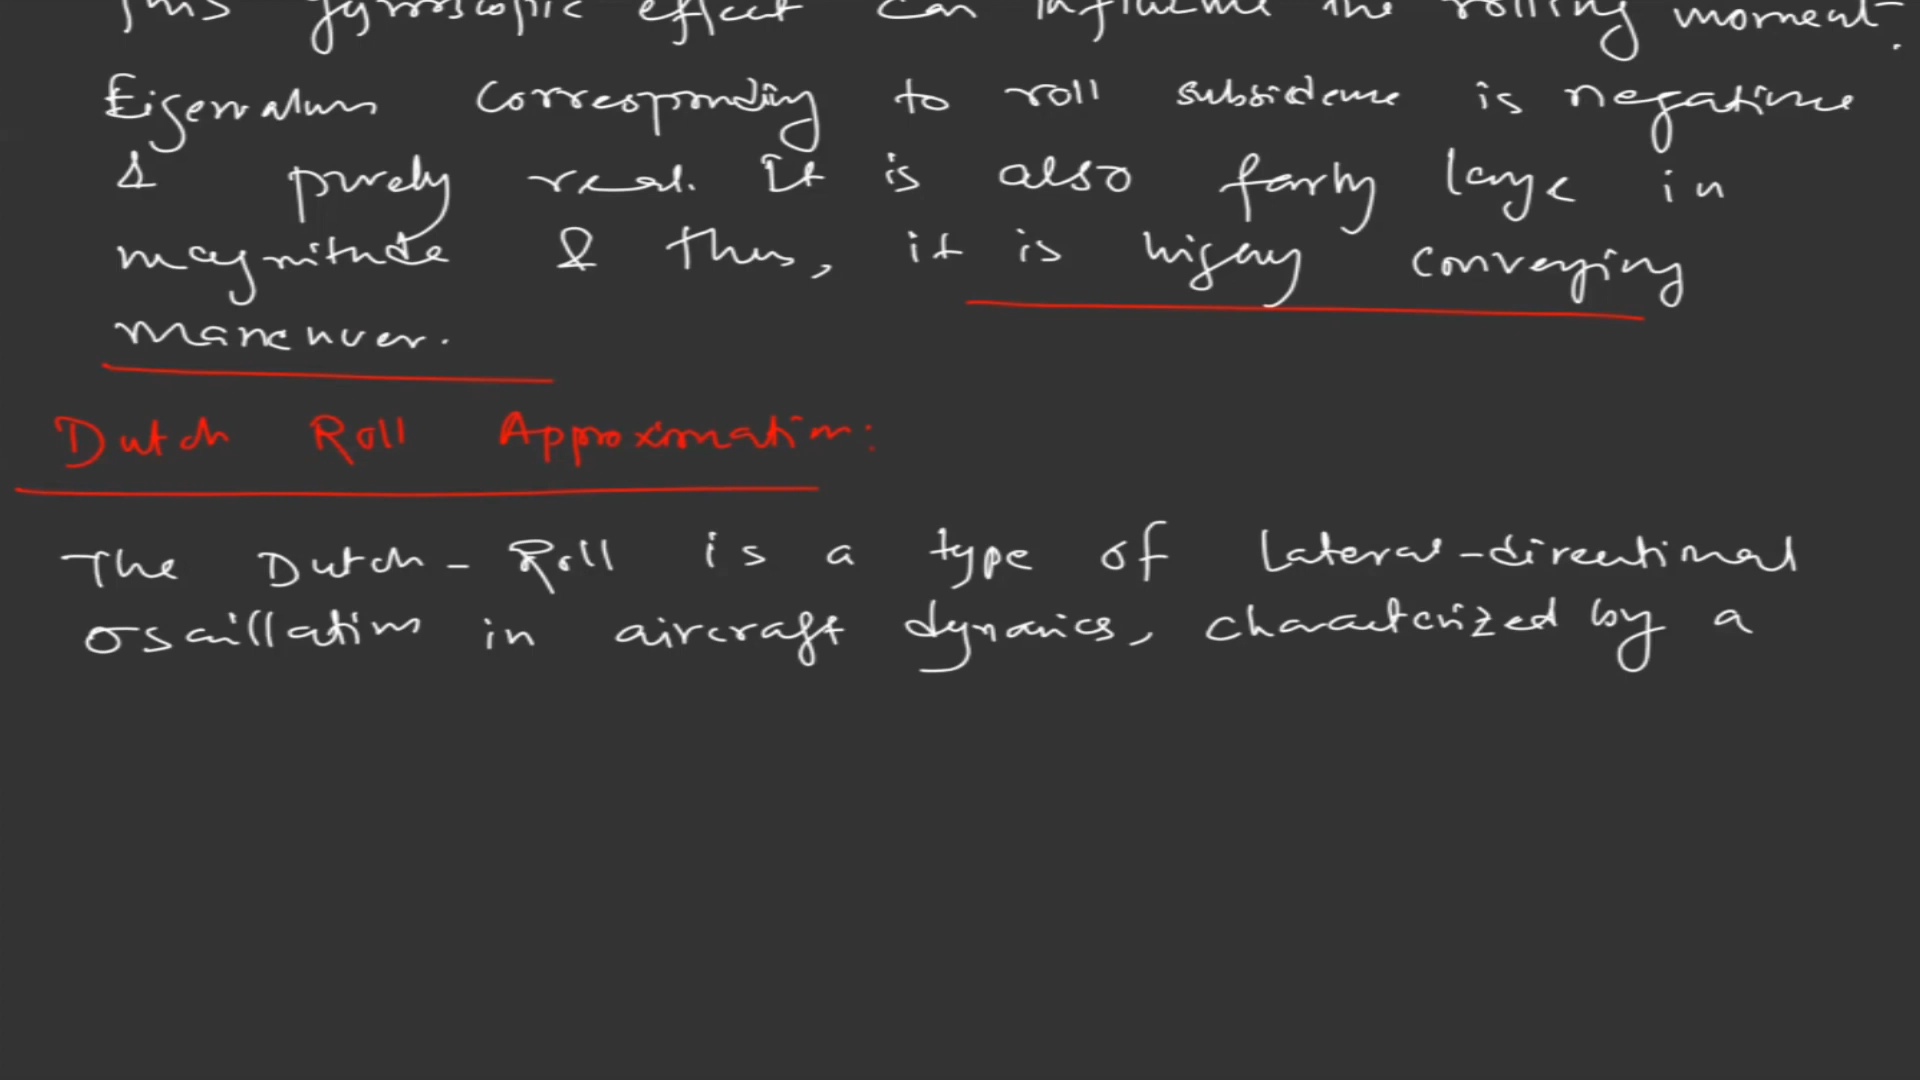 This gyroscopic effect can influence the rolling moment.
Eigenvalues corresponding to roll subsidence is negative
& purely real. It is also fairly large in
magnitude & thus, it is highly converging
maneuver.
Dutch Roll Approximation:
The Dutch-Roll is a type of Lateral-directional
oscillations in aircraft dynamics, characterized by a